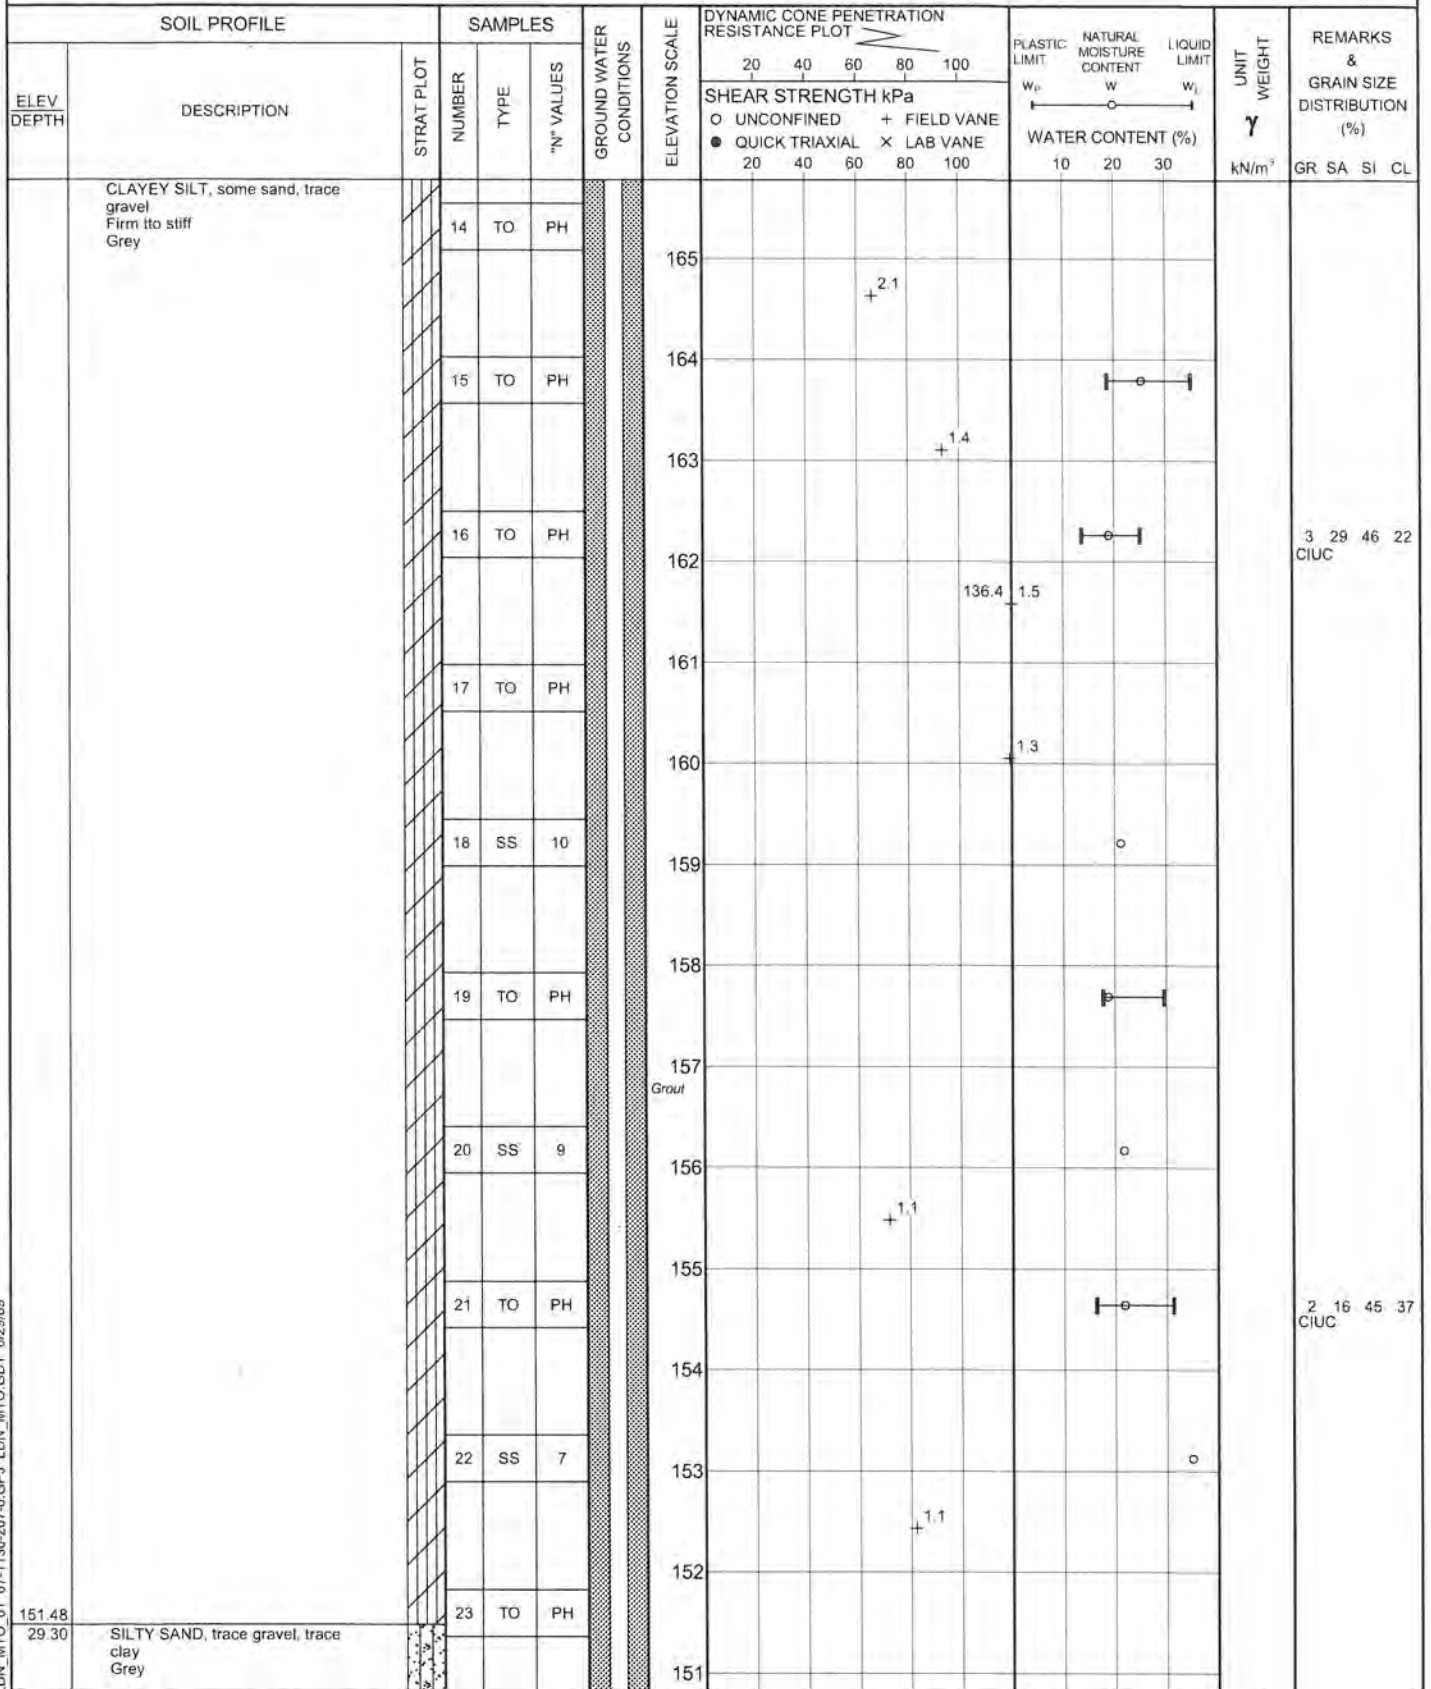 SOIL PROFILE
SAMPLES
GROUND WATER CONDITIONS
ELEVATION SCALE
DYNAMIC CONE PENETRATION
RESISTANCE PLOT
20 40 60 80 100
SHEAR STRENGTH kPa
O UNCONFINED + FIELD VANE
● QUICK TRIAXIAL × LAB VANE
20 40 60 80 100
PLASTIC LIMIT
NATURAL MOISTURE CONTENT
LIQUID LIMIT
WP W WL
WATER CONTENT (%)
10 20 30
UNIT WEIGHT
γ
kN/m³
REMARKS
&
GRAIN SIZE
DISTRIBUTION
(%)
GR SA SI CL
ELEV
DEPTH
DESCRIPTION
STRAT PLOT
NUMBER
TYPE
"N" VALUES
CLAYEY SILT, some sand, trace
gravel
Firm tto stiff
Grey
14 TO PH
165
2.1
164
15 TO PH
1.4
163
16 TO PH
3 29 46 22
CIUC
162
136.4 1.5
161
17 TO PH
1.3
160
18 SS 10
159
158
19 TO PH
157
Grout
20 SS 9
156
1.1
155
21 TO PH
2 16 45 37
CIUC
154
22 SS 7
153
1.1
152
151.48
23 TO PH
29.30
SILTY SAND, trace gravel, trace
clay
Grey
151